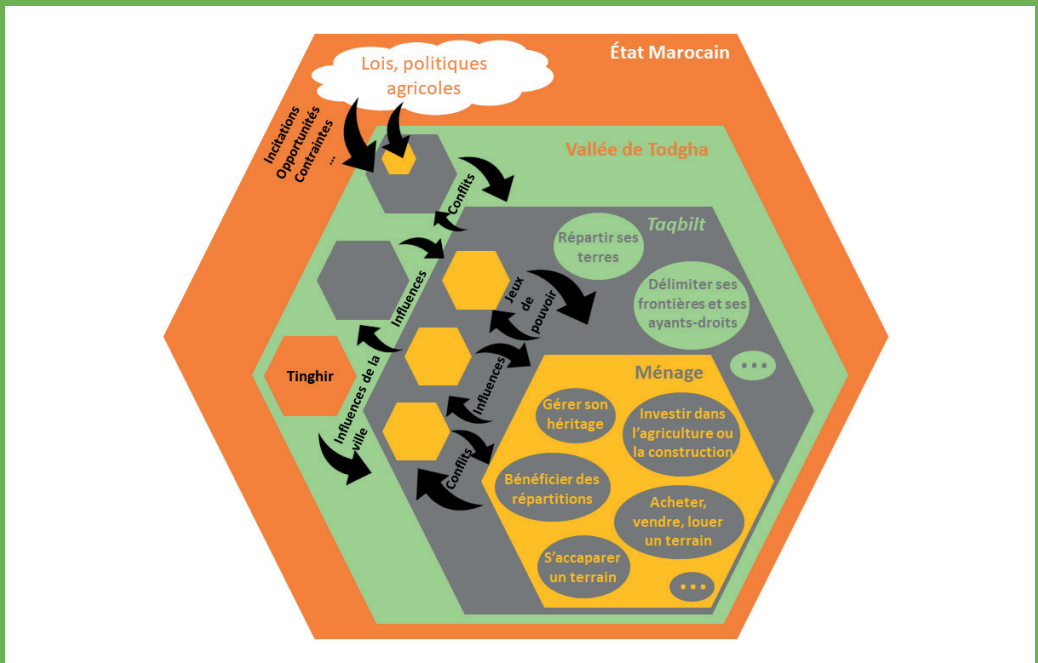 État Marocain
Lois, politiques
agricoles
Incitations
Opportunités
Contraintes
...
Vallée de Todgha
Conflits
Taqbilt
Répartir ses
terres
Délimiter ses
frontières et ses
ayants-droits
...
Influences
Jeux
de
pouvoir
Tinghir
Influences de la
ville
Influences
Conflits
Ménage
Gérer son
héritage
Investir dans
l’agriculture ou
la construction
Bénéficier des
répartitions
Acheter,
vendre, louer
un terrain
S’accaparer
un terrain
...